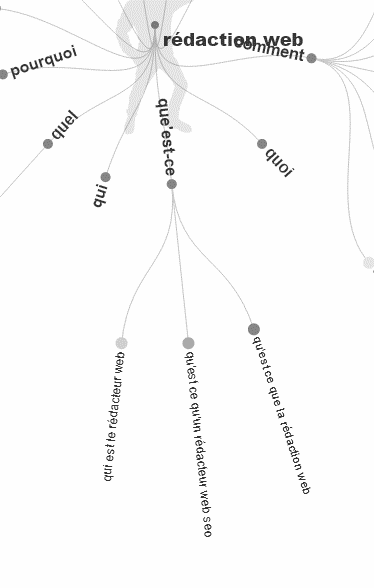 rédaction web
comment
pourquoi
quel
qui
que'est-ce
quoi
qui est le rédacteur web
qu'est ce qu'un rédacteur web seo
qu'est ce que la rédaction web